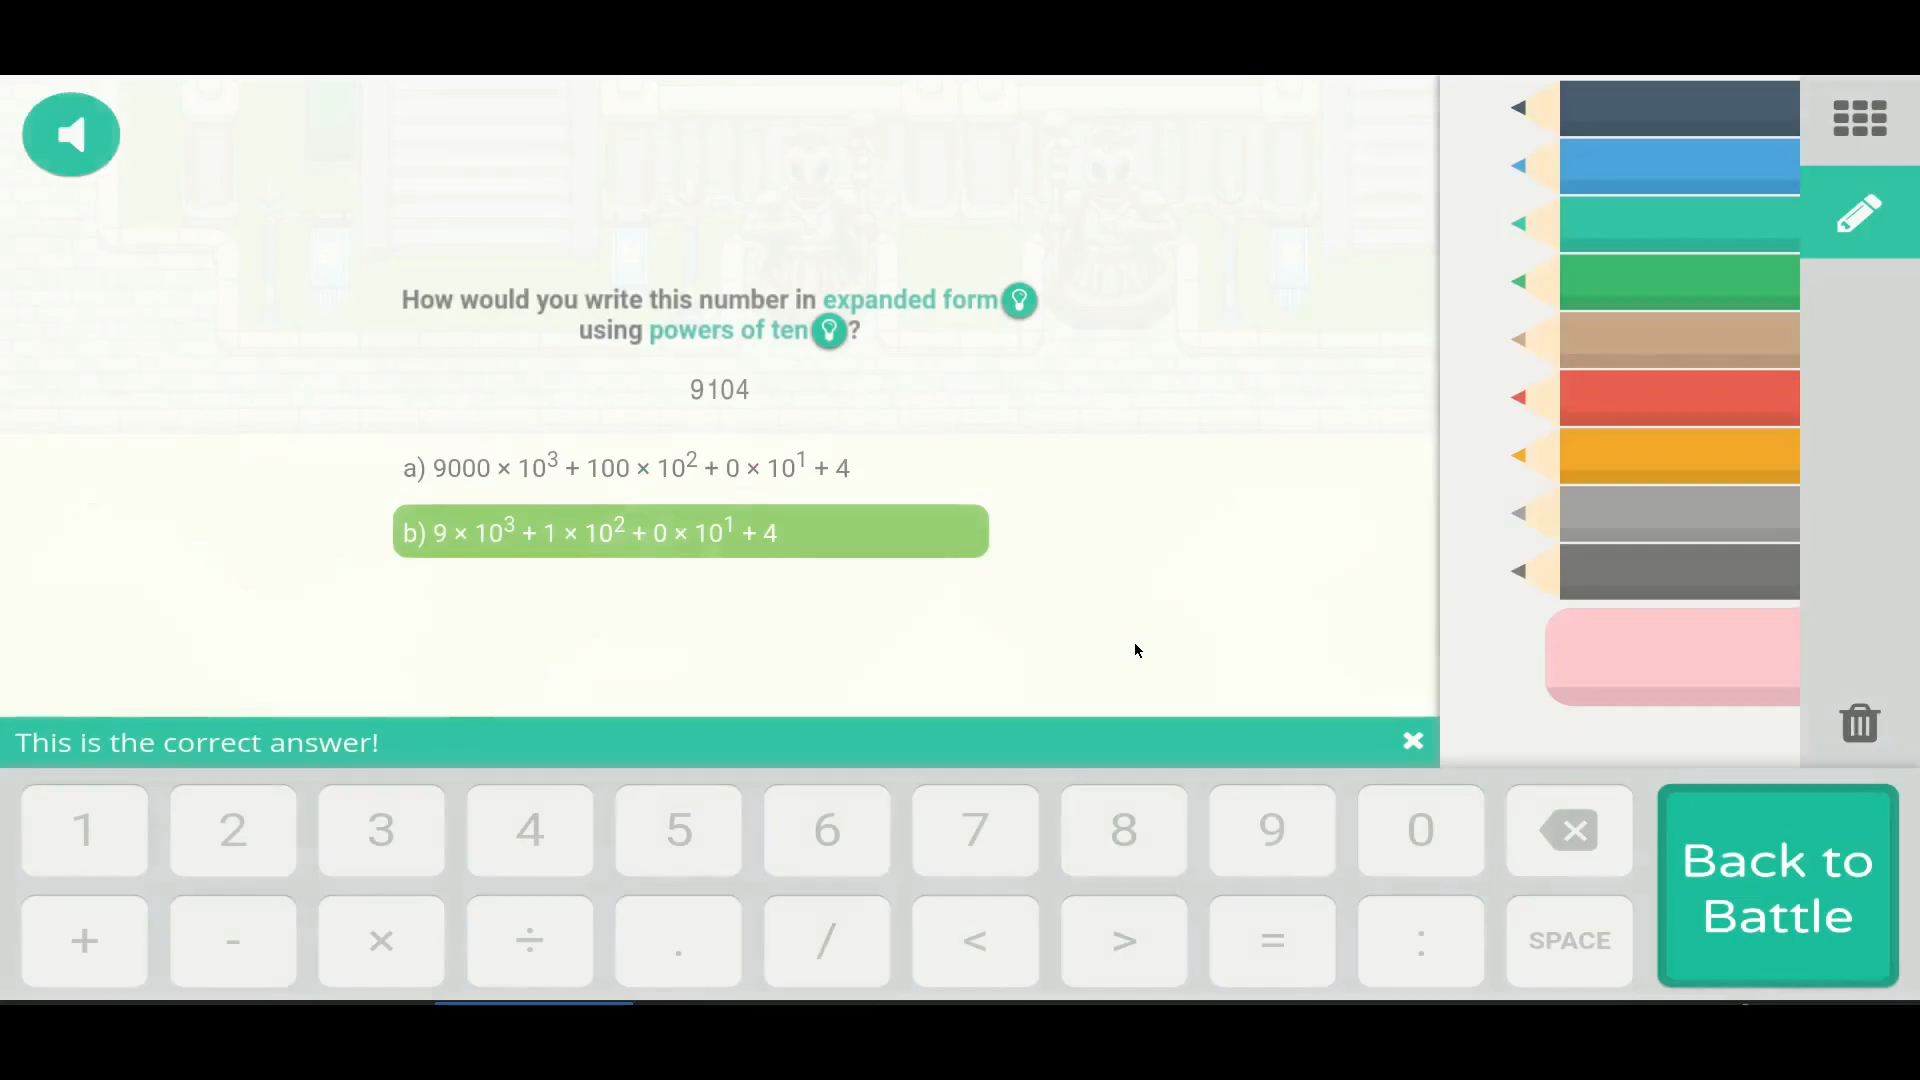 How would you write this number in expanded form
using powers of ten ?
9104
a) 9000 × 10³ + 100 × 10² + 0 × 10¹ + 4
b) 9 × 10³ + 1 × 10² + 0 × 10¹ + 4
This is the correct answer!
1 2 3 4 5 6 7 8 9 0
+ - × ÷ . / < > = : SPACE
Back to
Battle